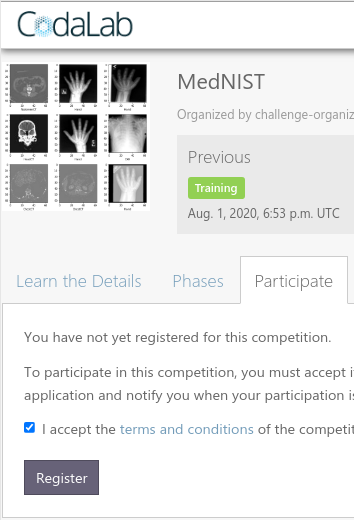 CodaLab
MedNIST
Organized by challenge-organiz
Previous
Training
Aug. 1, 2020, 6:53 p.m. UTC
Learn the Details
Phases
Participate
You have not yet registered for this competition.
To participate in this competition, you must accept i
application and notify you when your participation is
I accept the terms and conditions of the competit
Register